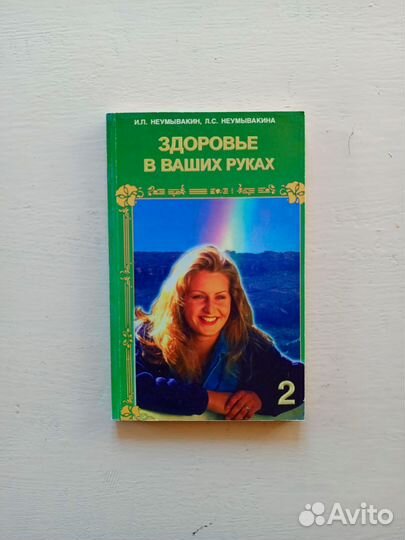 И.П. НЕУМЫВАКИН, Л.С. НЕУМЫВАКИНА
ЗДОРОВЬЕ
В ВАШИХ РУКАХ
2
Avito